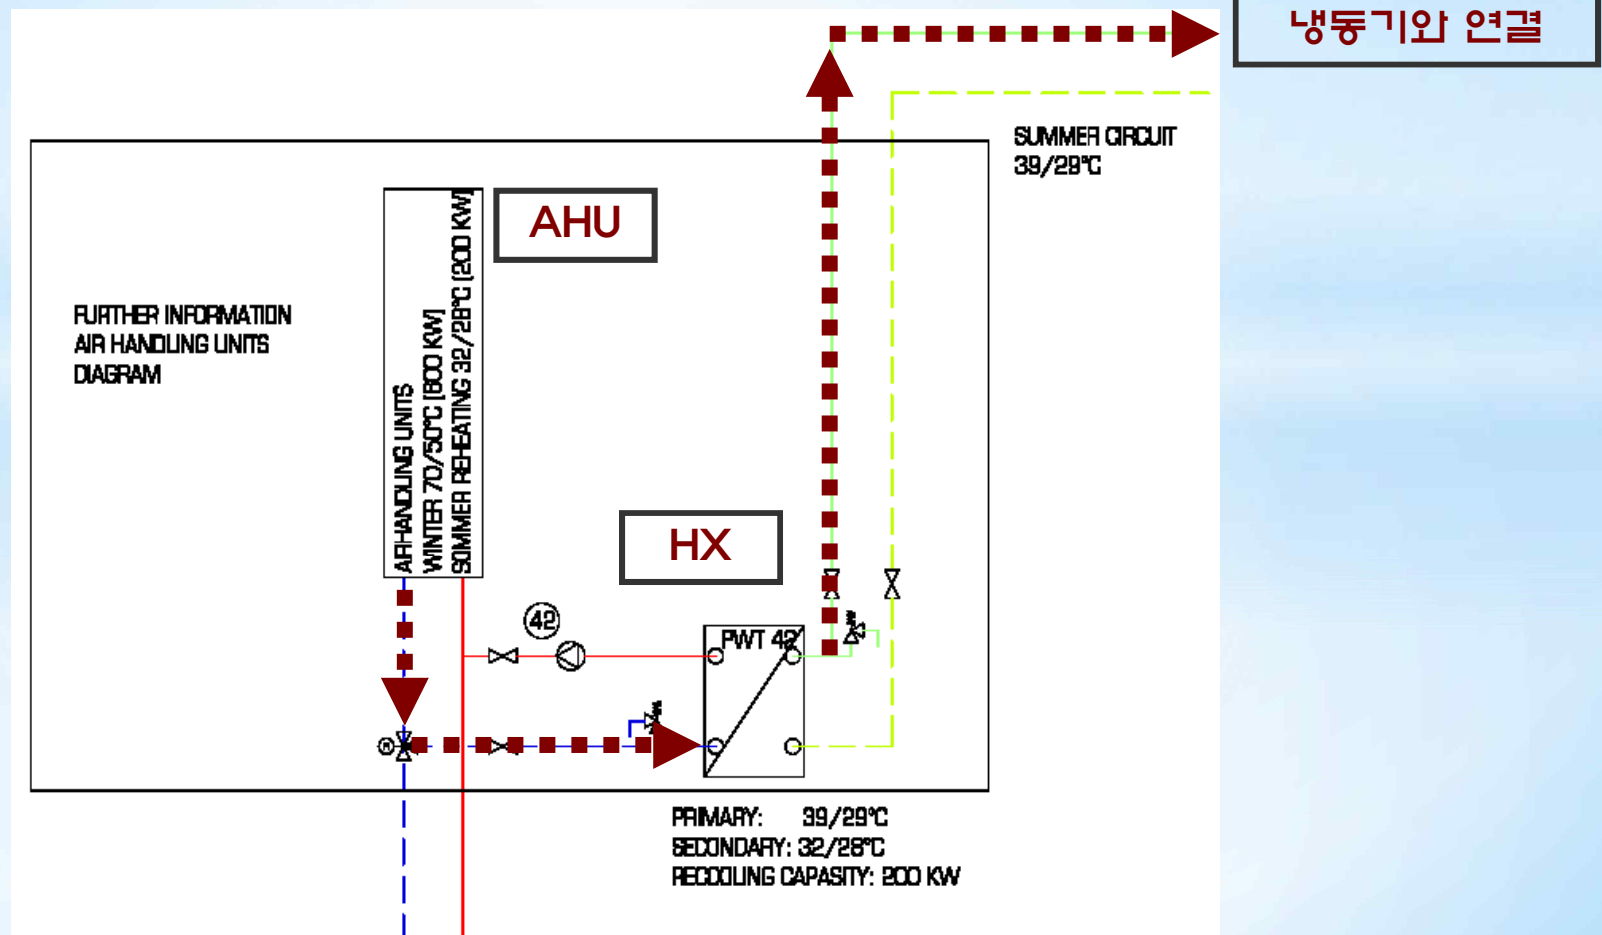 냉동기와 연결
SUMMER CIRCUIT
39/29°C
AHU
FURTHER INFORMATION
AIR HANDLING UNITS
DIAGRAM
AIRHANDLING UNITS
WINTER 70/50°C (800 KW)
SOMMER REHEATING 32/28°C (200 KW)
HX
42
PWT 42
M
PRIMARY: 39/29°C
SECONDARY: 32/28°C
RECOOLING CAPASITY: 200 KW